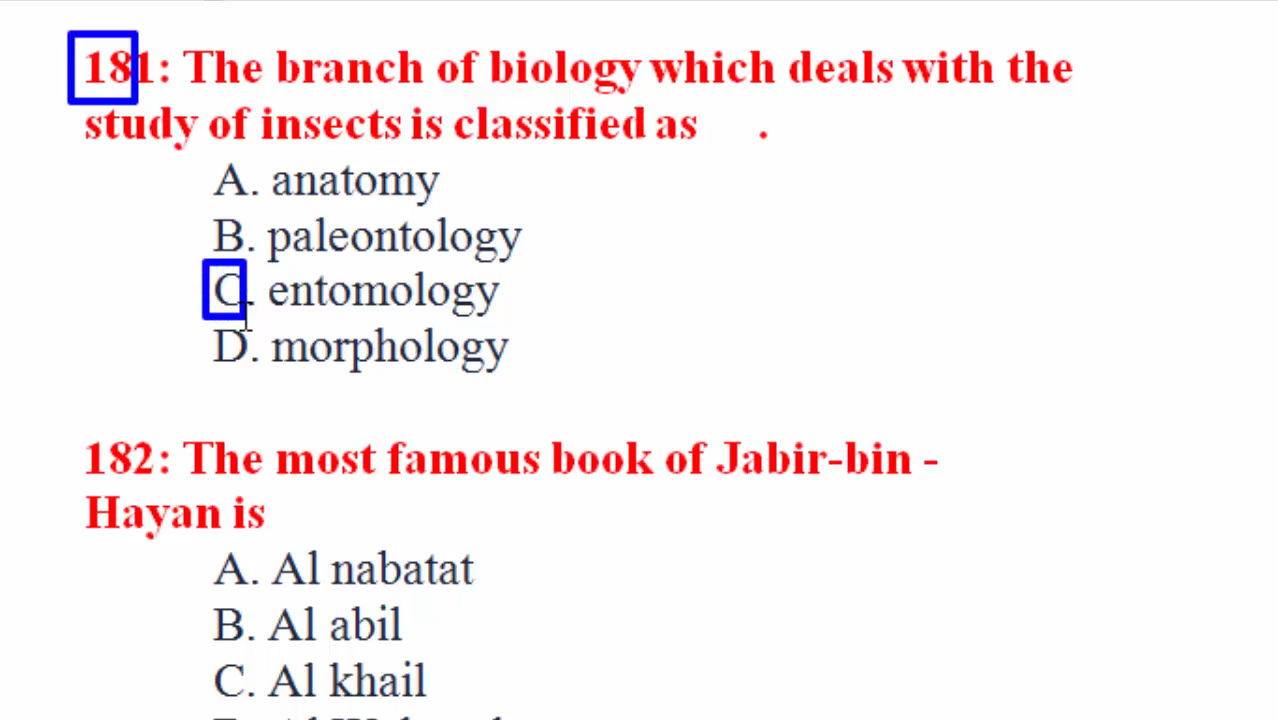 181: The branch of biology which deals with the
study of insects is classified as .
A. anatomy
B. paleontology
C. entomology
D. morphology
182: The most famous book of Jabir-bin -
Hayan is
A. Al nabatat
B. Al abil
C. Al khail